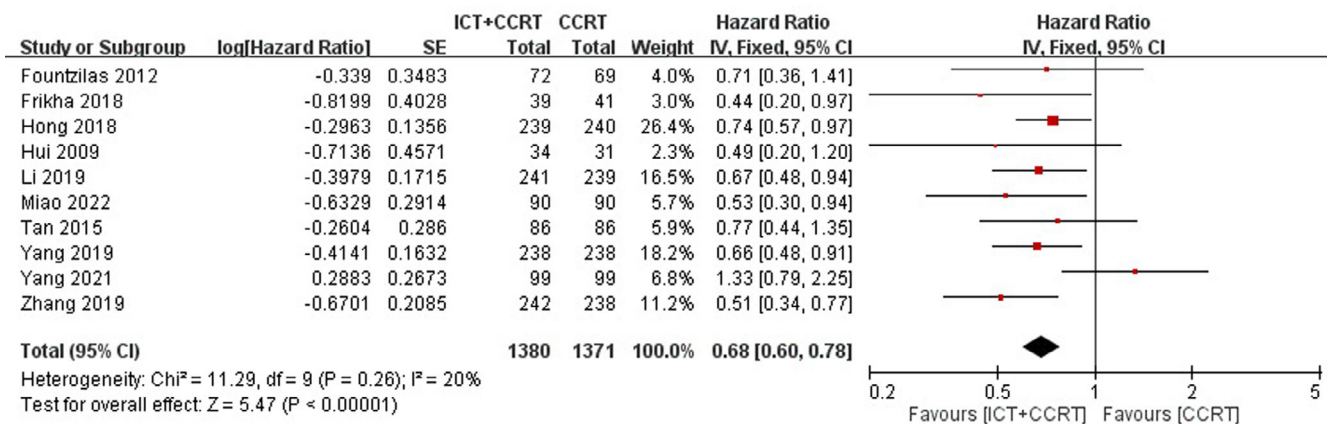 ICT+CCRT CCRT Hazard Ratio Hazard Ratio
Study or Subgroup log[Hazard Ratio] SE Total Total Weight IV, Fixed, 95% CI IV, Fixed, 95% CI
Fountzilas 2012 -0.339 0.3483 72 69 4.0% 0.71 [0.36, 1.41]
Frikha 2018 -0.8199 0.4028 39 41 3.0% 0.44 [0.20, 0.97]
Hong 2018 -0.2963 0.1356 239 240 26.4% 0.74 [0.57, 0.97]
Hui 2009 -0.7136 0.4571 34 31 2.3% 0.49 [0.20, 1.20]
Li 2019 -0.3979 0.1715 241 239 16.5% 0.67 [0.48, 0.94]
Miao 2022 -0.6329 0.2914 90 90 5.7% 0.53 [0.30, 0.94]
Tan 2015 -0.2604 0.286 86 86 5.9% 0.77 [0.44, 1.35]
Yang 2019 -0.4141 0.1632 238 238 18.2% 0.66 [0.48, 0.91]
Yang 2021 0.2883 0.2673 99 99 6.8% 1.33 [0.79, 2.25]
Zhang 2019 -0.6701 0.2085 242 238 11.2% 0.51 [0.34, 0.77]
Total (95% CI) 1380 1371 100.0% 0.68 [0.60, 0.78]
Heterogeneity: Chi² = 11.29, df = 9 (P = 0.26); I² = 20%
Test for overall effect: Z = 5.47 (P < 0.00001)
0.2 0.5 1 2 5
Favours [ICT+CCRT] Favours [CCRT]